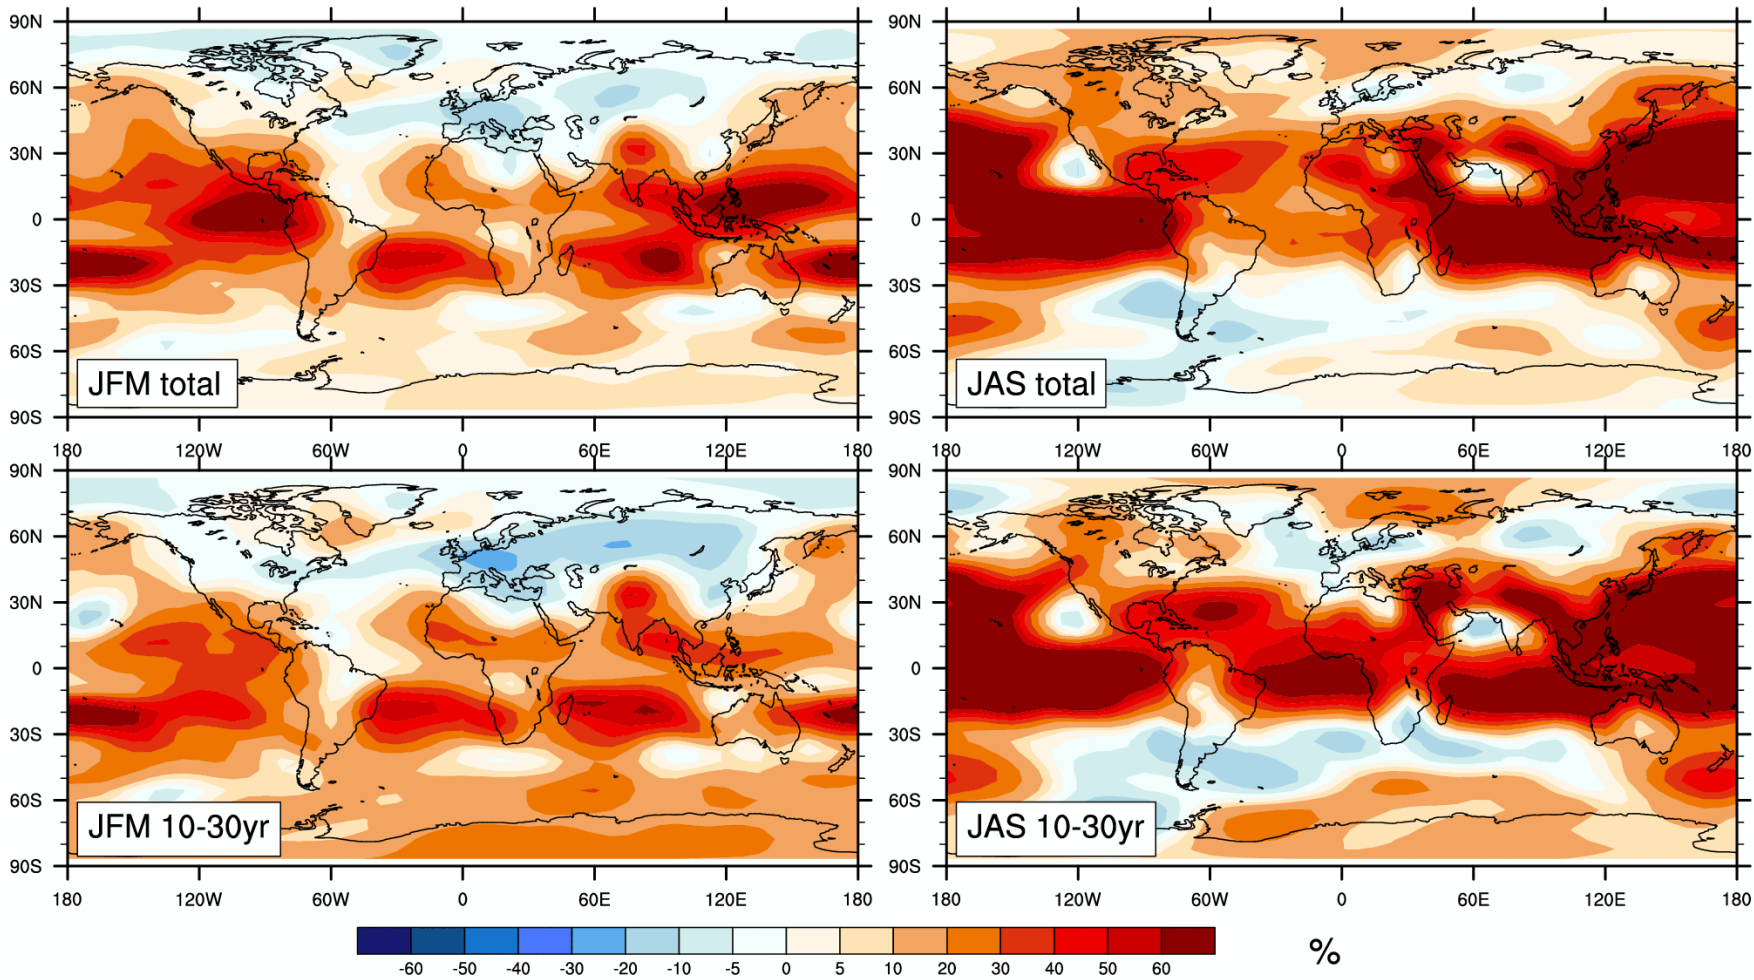 90N 90N
60N 60N
30N 30N
0 0
30S 30S
60S 60S
JFM total JAS total
90S 90S
180 120W 60W 0 60E 120E 180 180 120W 60W 0 60E 120E 180
90N 90N
60N 60N
30N 30N
0 0
30S 30S
60S 60S
JFM 10-30yr JAS 10-30yr
90S 90S
180 120W 60W 0 60E 120E 180 180 120W 60W 0 60E 120E 180
-60 -50 -40 -30 -20 -10 -5 0 5 10 20 30 40 50 60 %